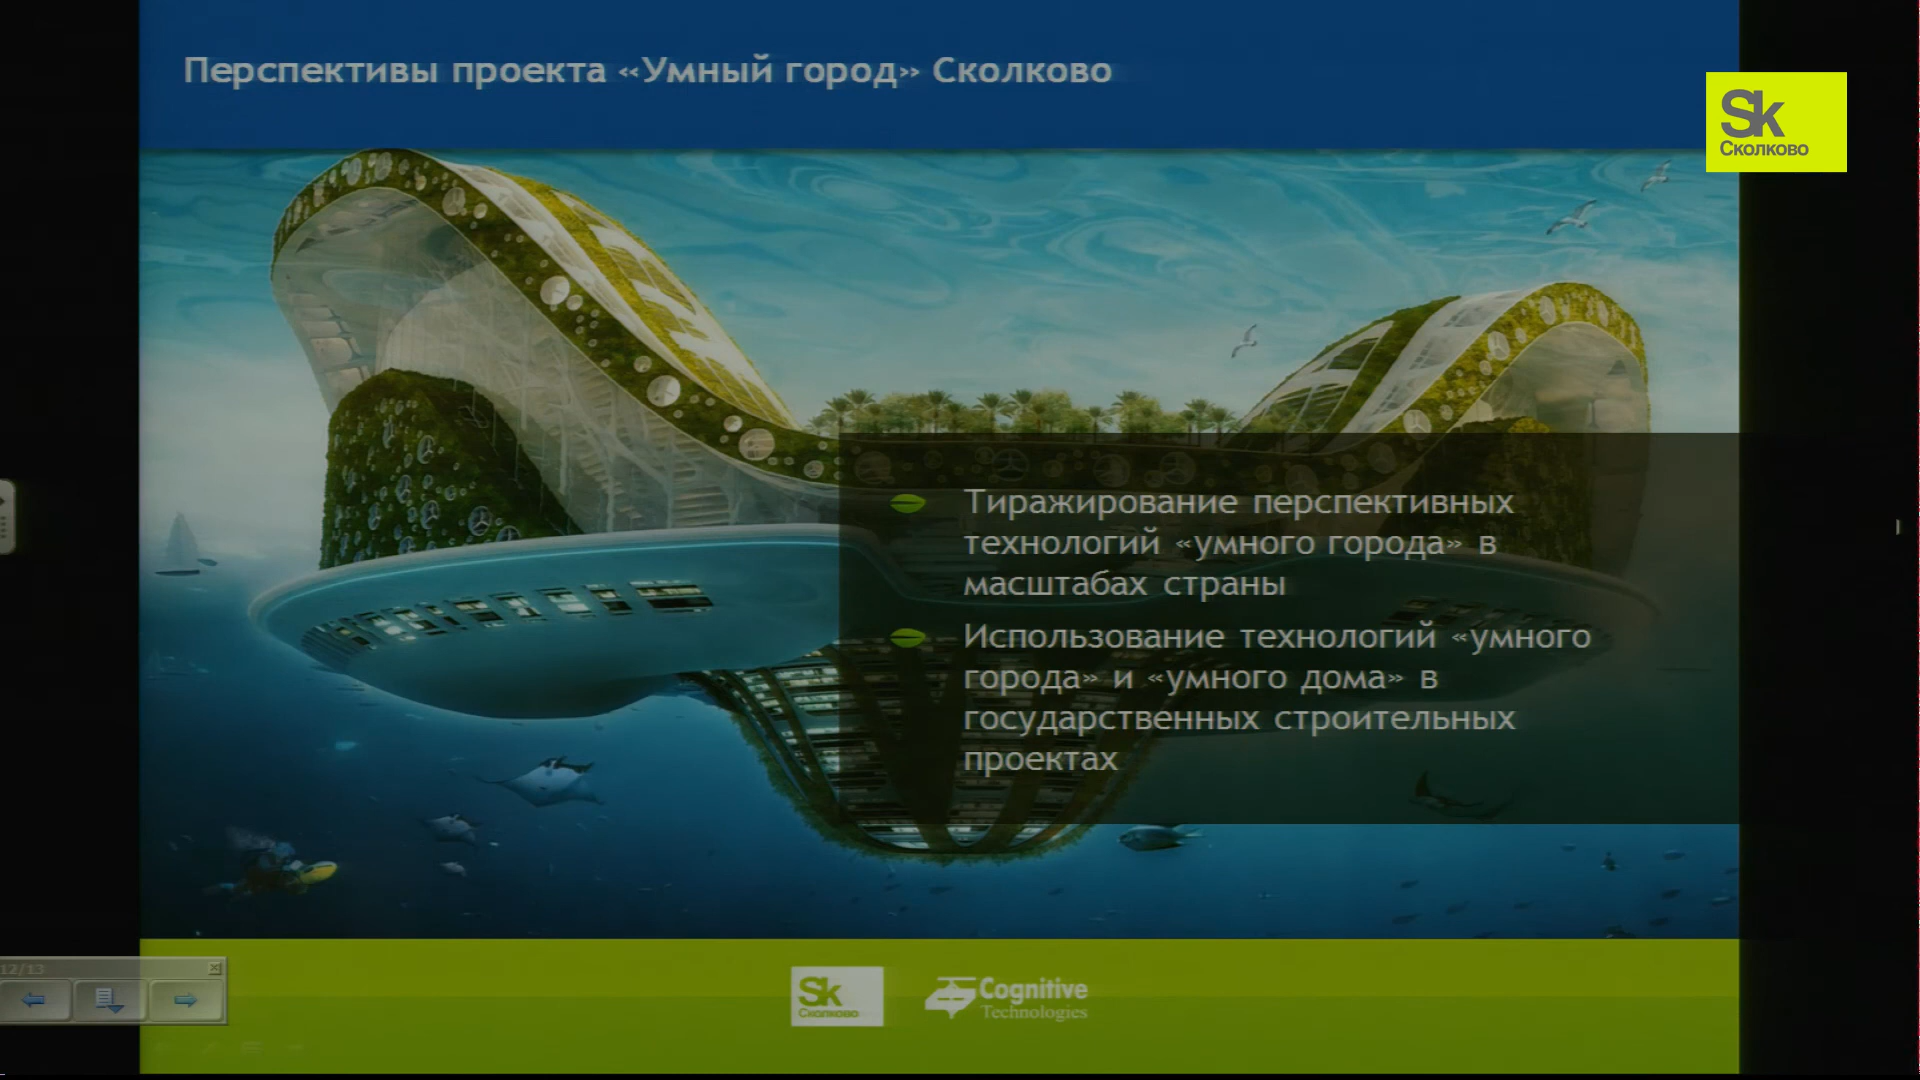 Перспективы проекта «Умный город» Сколково
Sk
Сколково
Тиражирование перспективных
технологий «умного города» в
масштабах страны
Использование технологий «умного
города» и «умного дома» в
государственных строительных
проектах
12/13
Sk
Сколково
Cognitive
Technologies